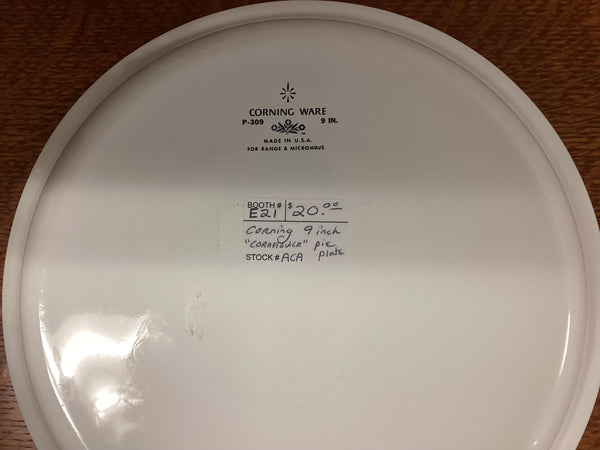 CORNING WARE
P-309 9 IN.
TM
MADE IN U.S.A.
FOR RANGE & MICROWAVE
BOOTH # E21 $ 20.00
Corning 9 inch
"CORNFLOWER" pie
STOCK # ACA plate